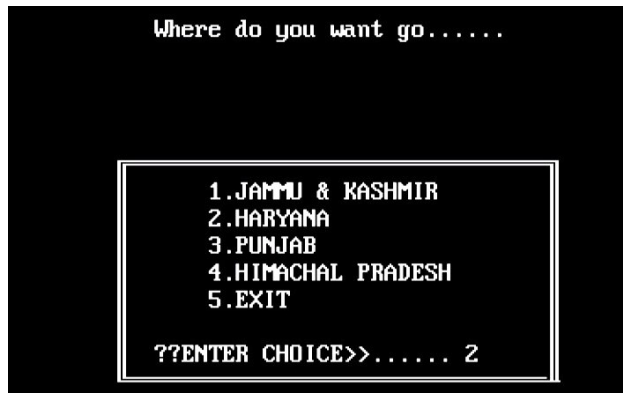 Where do you want go......
1.JAMMU & KASHMIR
2.HARYANA
3.PUNJAB
4.HIMACHAL PRADESH
5.EXIT
??ENTER CHOICE>>...... 2